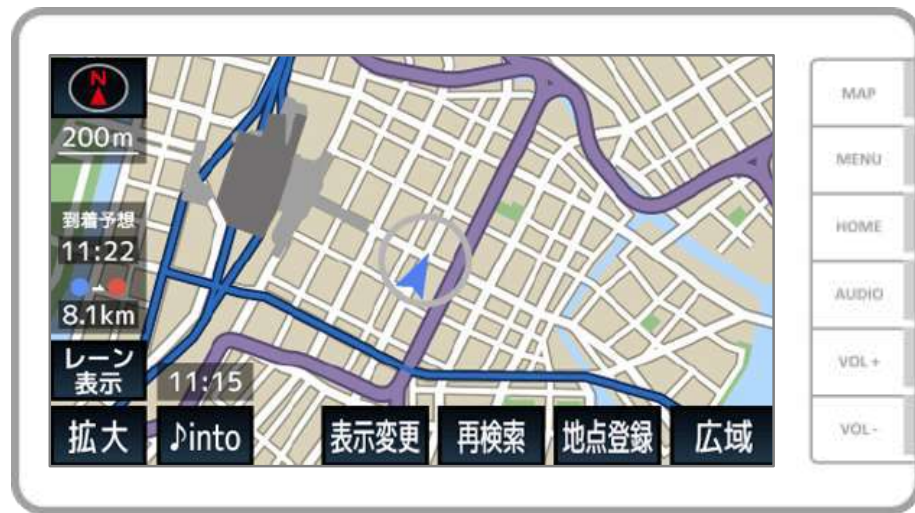 N
200m
到着予想
11:22
8.1km
レーン
表示
11:15
拡大
♪into
表示変更
再検索
地点登録
広域
MAP
MENU
HOME
AUDIO
VOL +
VOL -